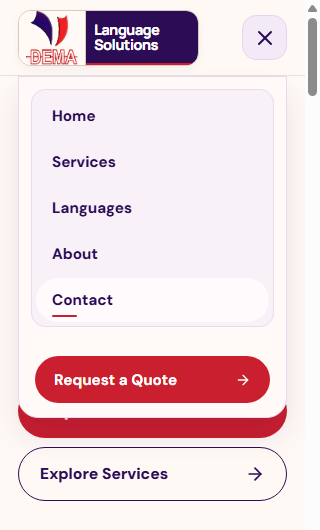 DEMA
Language
Solutions
Home
Services
Languages
About
Contact
Request a Quote
Explore Services